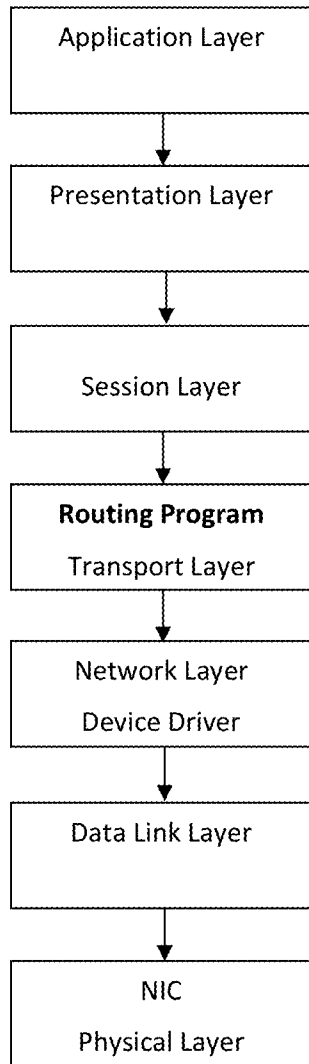 Application Layer
Presentation Layer
Session Layer
Routing Program
Transport Layer
Network Layer
Device Driver
Data Link Layer
NIC
Physical Layer